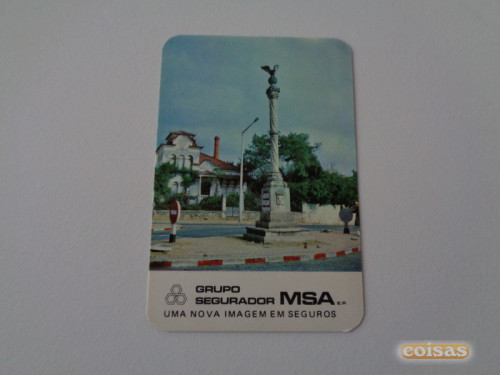 GRUPO
SEGURADOR MSA E.P.
UMA NOVA IMAGEM EM SEGUROS
coisas